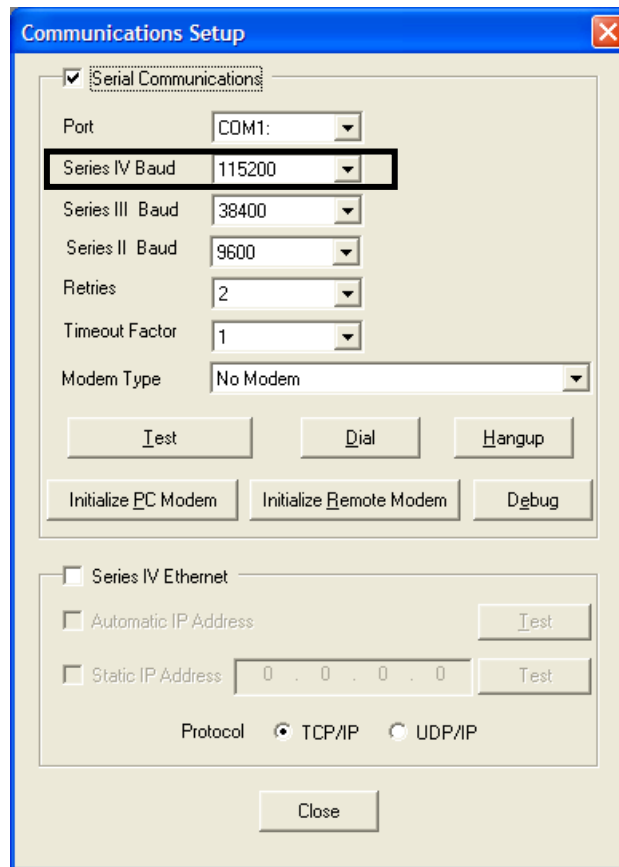 Communications Setup
Serial Communications
Port COM1:
Series IV Baud 115200
Series III Baud 38400
Series II Baud 9600
Retries 2
Timeout Factor 1
Modem Type No Modem
Test Dial Hangup
Initialize PC Modem Initialize Remote Modem Debug
Series IV Ethernet
Automatic IP Address Test
Static IP Address 0 . 0 . 0 . 0 Test
Protocol TCP/IP UDP/IP
Close